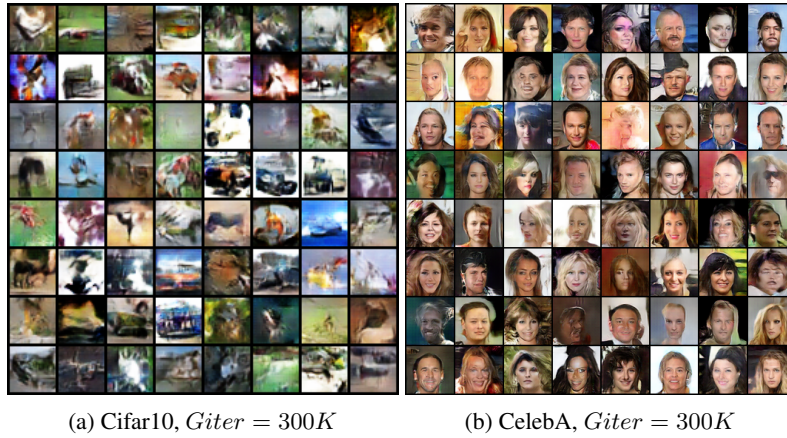 (a) Cifar10, Giter = 300K
(b) CelebA, Giter = 300K